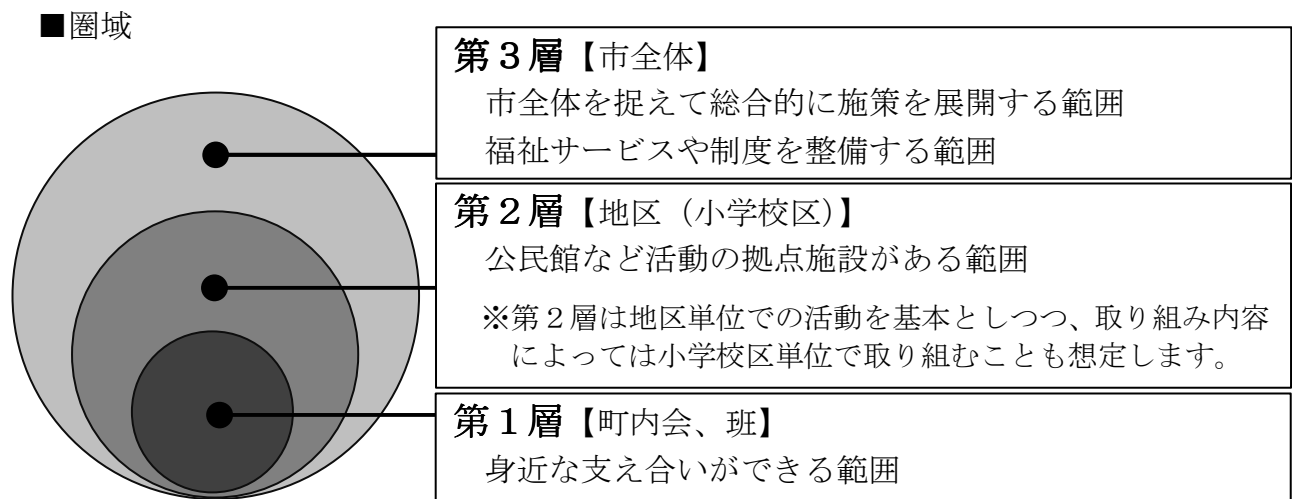 ■圏域
第３層【市全体】
市全体を捉えて総合的に施策を展開する範囲
福祉サービスや制度を整備する範囲
第２層【地区（小学校区）】
公民館など活動の拠点施設がある範囲
※第２層は地区単位での活動を基本としつつ、取り組み内容
によっては小学校区単位で取り組むことも想定します。
第１層【町内会、班】
身近な支え合いができる範囲